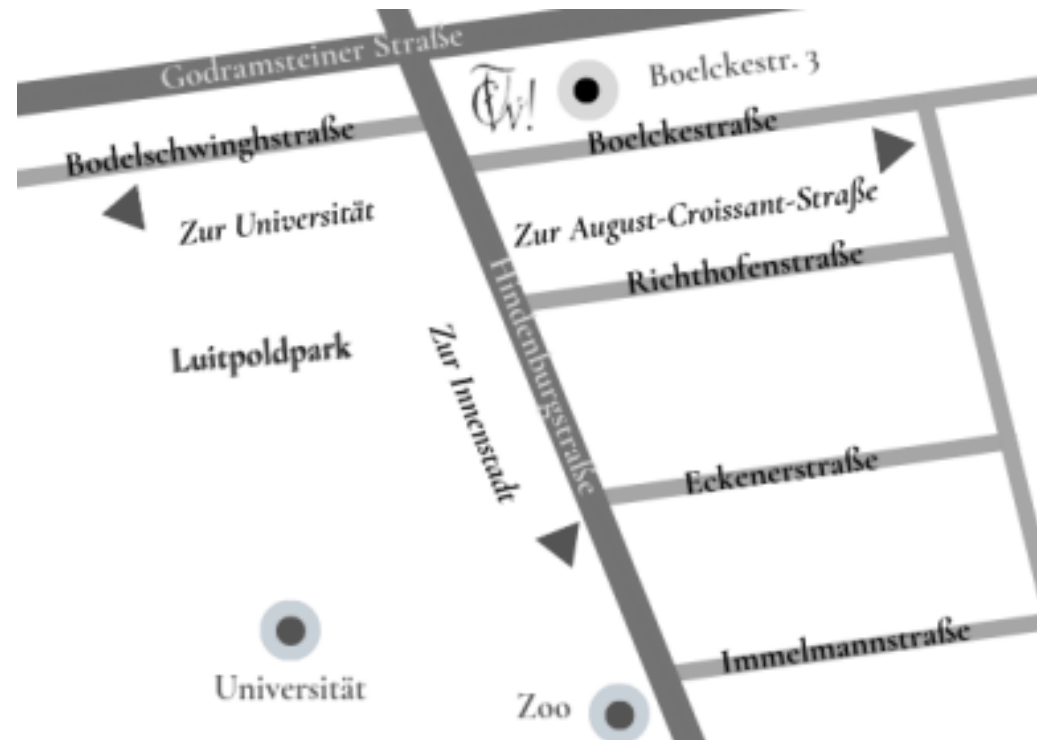 Godramsteiner Straße
Boelckestr. 3
Bodelschwinghstraße
Boelckestraße
Zur Universität
Zur August-Croissant-Straße
Richthofenstraße
Hindenburgstraße
Luitpoldpark
Zur Innenstadt
Eckenerstraße
Immelmannstraße
Universität
Zoo